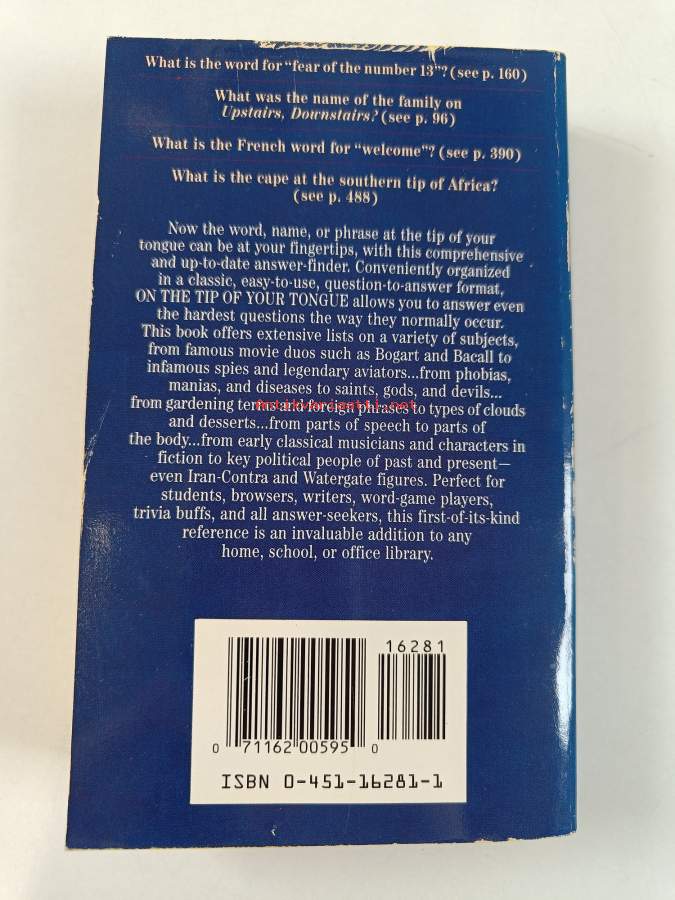 What is the word for "fear of the number 13"? (see p. 160)
What was the name of the family on
Upstairs, Downstairs? (see p. 96)
What is the French word for "welcome"? (see p. 390)
What is the cape at the southern tip of Africa?
(see p. 488)
Now the word, name, or phrase at the tip of your
tongue can be at your fingertips, with this comprehensive
and up-to-date answer-finder. Conveniently organized
in a classic, easy-to-use, question-to-answer format,
ON THE TIP OF YOUR TONGUE allows you to answer even
the hardest questions the way they normally occur.
This book offers extensive lists on a variety of subjects,
from famous movie duos such as Bogart and Bacall to
infamous spies and legendary aviators...from phobias,
manias, and diseases to saints, gods, and devils...
from gardening terms and foreign phrases to types of clouds
and desserts...from parts of speech to parts of
the body...from early classical musicians and characters in
fiction to key political people of past and present—
even Iran-Contra and Watergate figures. Perfect for
students, browsers, writers, word-game players,
trivia buffs, and all answer-seekers, this first-of-its-kind
reference is an invaluable addition to any
home, school, or office library.
16281
0 71162 00595 0
ISBN 0-451-16281-1